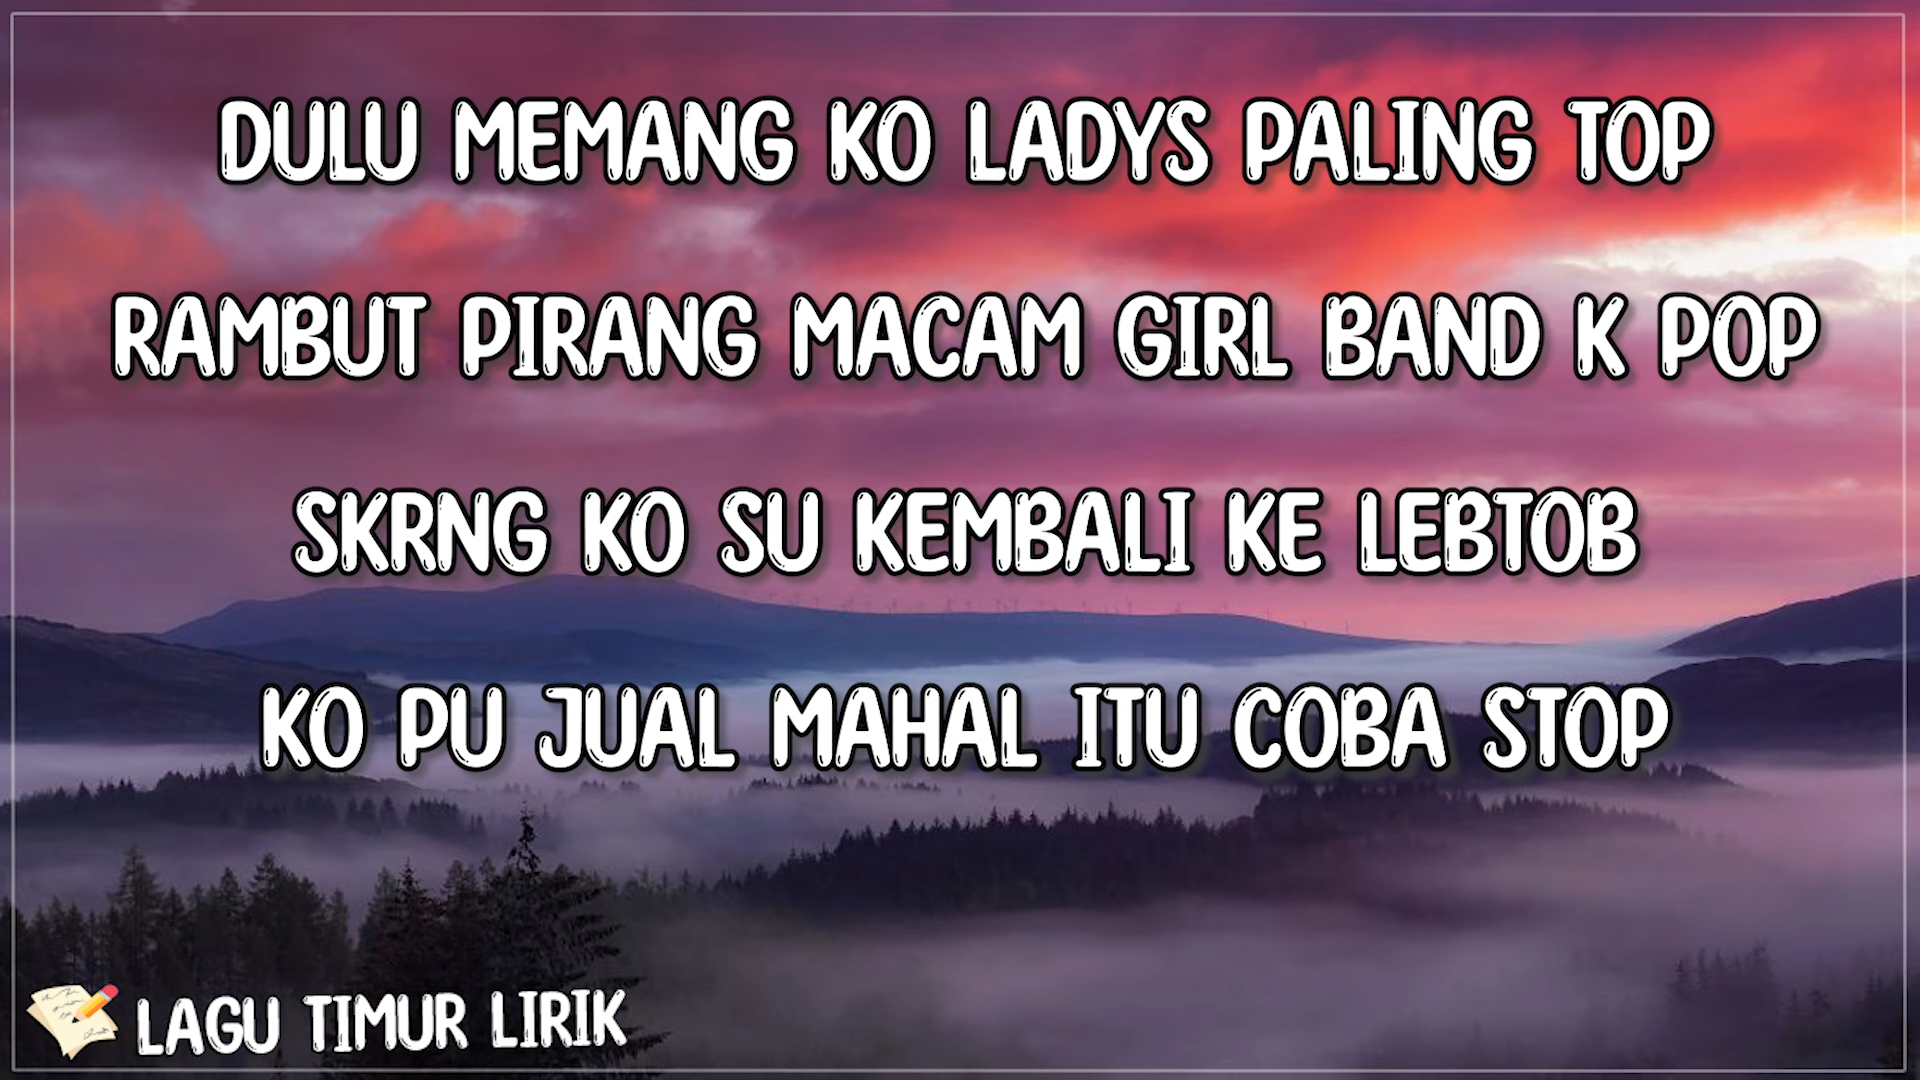 DULU MEMANG KO LADYS PALING TOP
RAMBUT PIRANG MACAM GIRL BAND K POP
SKRNG KO SU KEMBALI KE LEBTOB
KO PU JUAL MAHAL ITU COBA STOP
LAGU TIMUR LIRIK